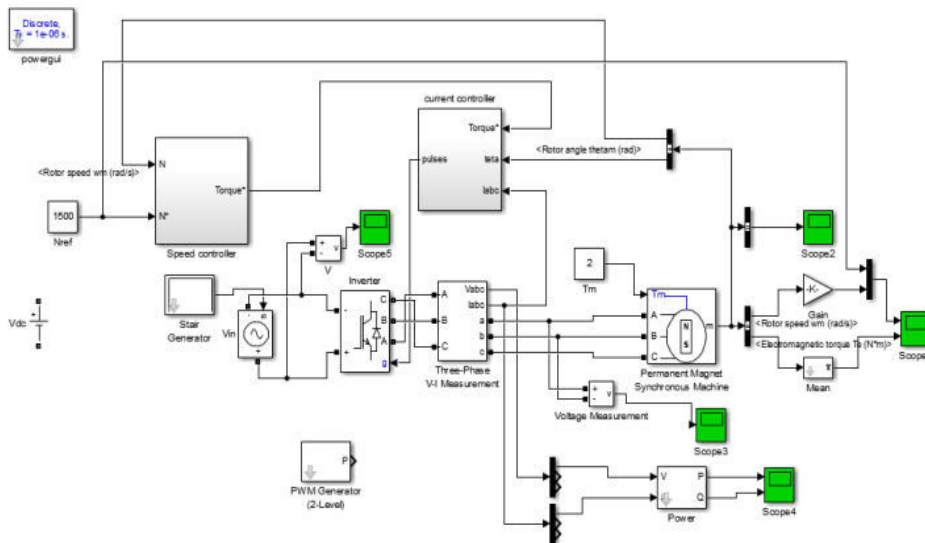 Discrete,
Ts = 1e-06 s.
powergui
current controller
Torque*
pulses
teta
Iabc
<Rotor angle thetam (rad)>
N
<Rotor speed wm (rad/s)>
Torque*
N*
Speed controller
1500
Nref
+
-
v
V
Scope5
Scope2
2
Tm
Inverter
Stair
Generator
s
-
+
Vin
+
Vdc
-
+
C
B
A
g
A
B
C
Vabc
Iabc
a
b
c
Three-Phase
V-I Measurement
Tm
A
B
C
N
S
m
Permanent Magnet
Synchronous Machine
-K-
Gain
<Rotor speed wm (rad/s)>
<Electromagnetic torque Te (N*m)>
Scope
x
Mean
+
-
v
Voltage Measurement
Scope3
P
PWM Generator
(2-Level)
V
I
P
Q
Power
Scope4